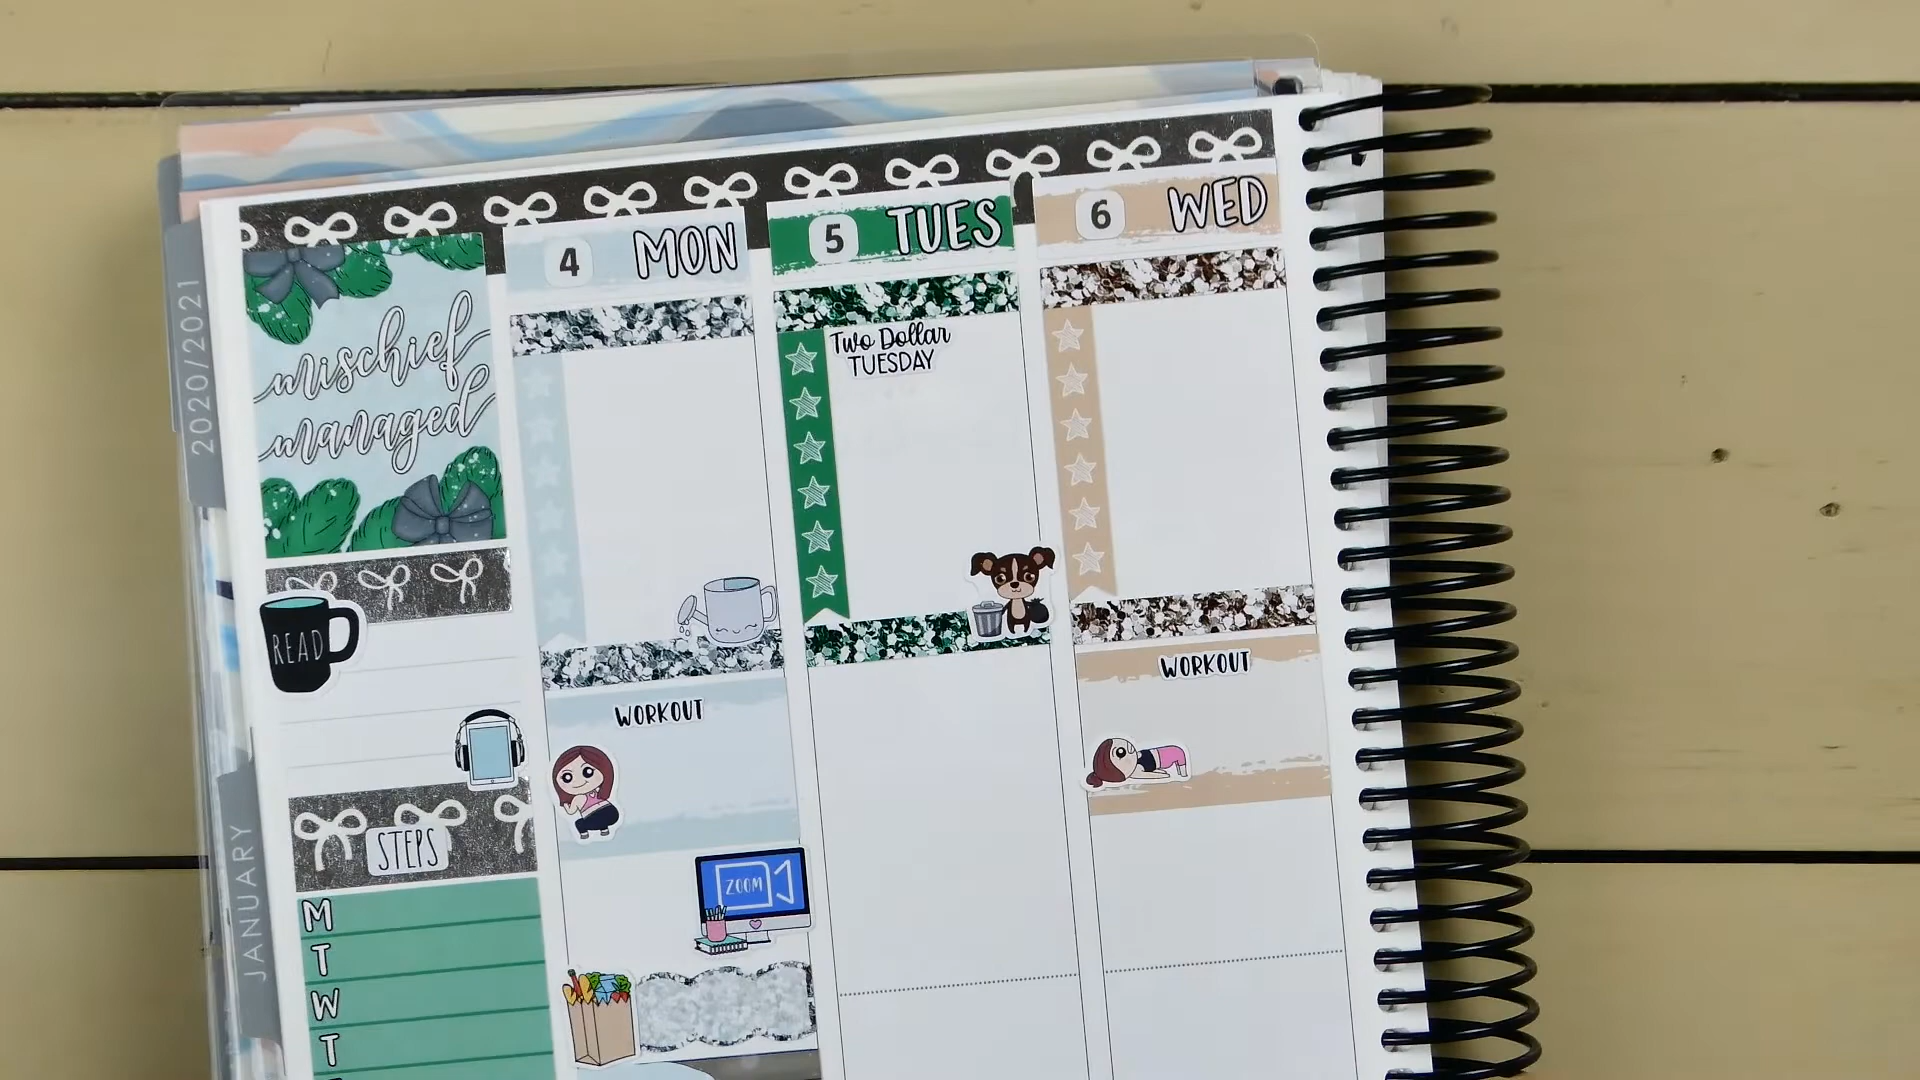 2020/2021
JANUARY
mischief
managed
READ
STEPS
M
T
W
T
4 MON
WORKOUT
ZOOM
5 TUES
Two Dollar
TUESDAY
6 WED
WORKOUT